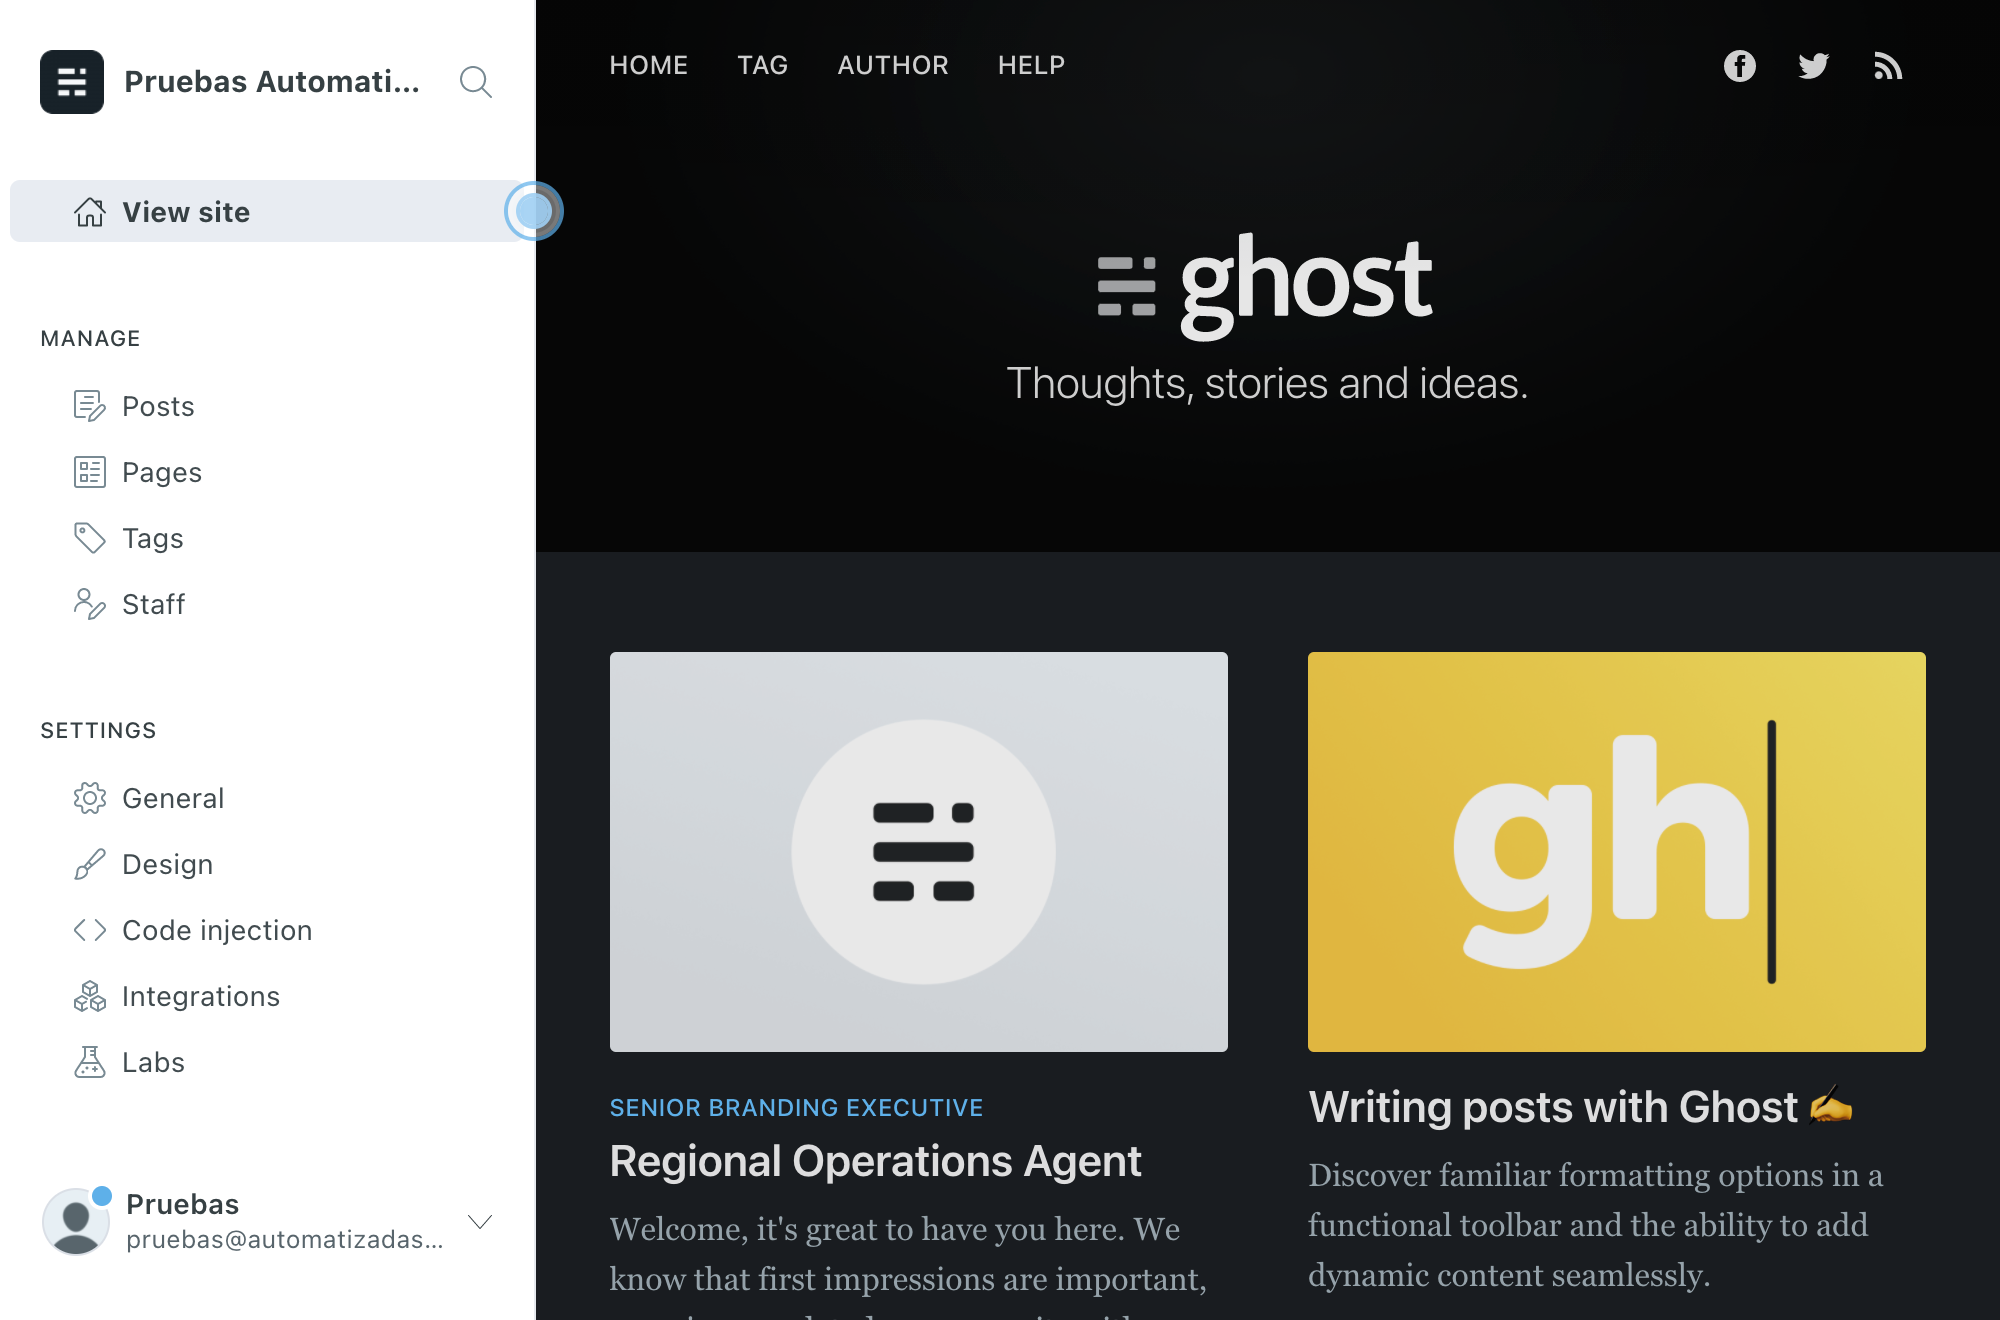 Pruebas Automati...
View site
MANAGE
Posts
Pages
Tags
Staff
SETTINGS
General
Design
Code injection
Integrations
Labs
Pruebas
pruebas@automatizadas...
HOME TAG AUTHOR HELP
ghost
Thoughts, stories and ideas.
gh
SENIOR BRANDING EXECUTIVE
Regional Operations Agent
Welcome, it's great to have you here. We
know that first impressions are important,
Writing posts with Ghost ✍️
Discover familiar formatting options in a
functional toolbar and the ability to add
dynamic content seamlessly.